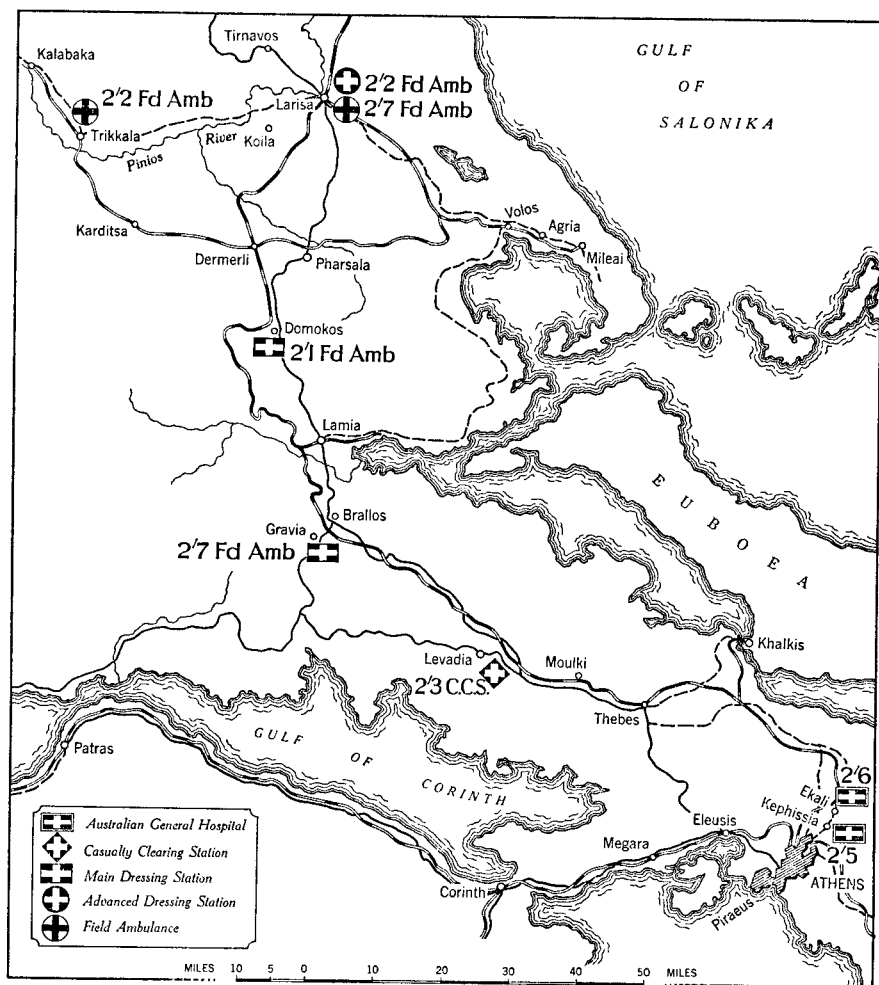 Tirnavos
Kalabaka
GULF
OF
SALONIKA
2'2 Fd Amb
2'2 Fd Amb
Larisa
2'7 Fd Amb
Trikkala
River
Koila
Pinios
Volos
Agria
Mileai
Karditsa
Dermerli
Pharsala
Domokos
2'1 Fd Amb
Lamia
EUBOEA
Brallos
Gravia
2'7 Fd Amb
Khalkis
Levadia
Moulki
2'3 C.C.S.
Thebes
GULF
OF
CORINTH
Patras
2'6
Ekali
Kephissia
Eleusis
2'5
Megara
ATHENS
Piraeus
Corinth
Australian General Hospital
Casualty Clearing Station
Main Dressing Station
Advanced Dressing Station
Field Ambulance
MILES 10 5 0 10 20 30 40 50 MILES